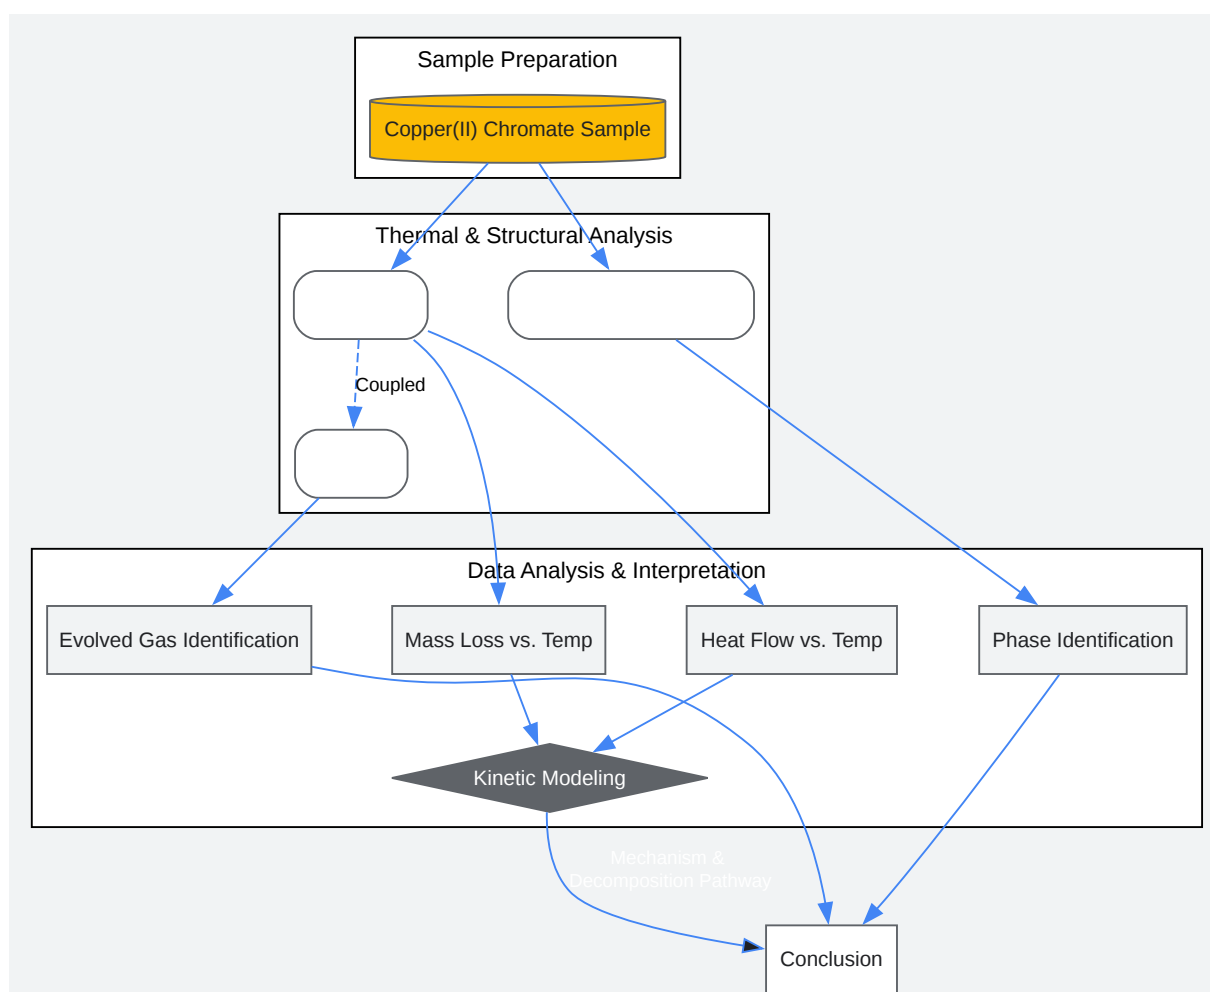 Sample Preparation
Copper(II) Chromate Sample
Thermal & Structural Analysis
Coupled
Data Analysis & Interpretation
Evolved Gas Identification
Mass Loss vs. Temp
Heat Flow vs. Temp
Phase Identification
Kinetic Modeling
Mechanism &
Decomposition Pathway
Conclusion